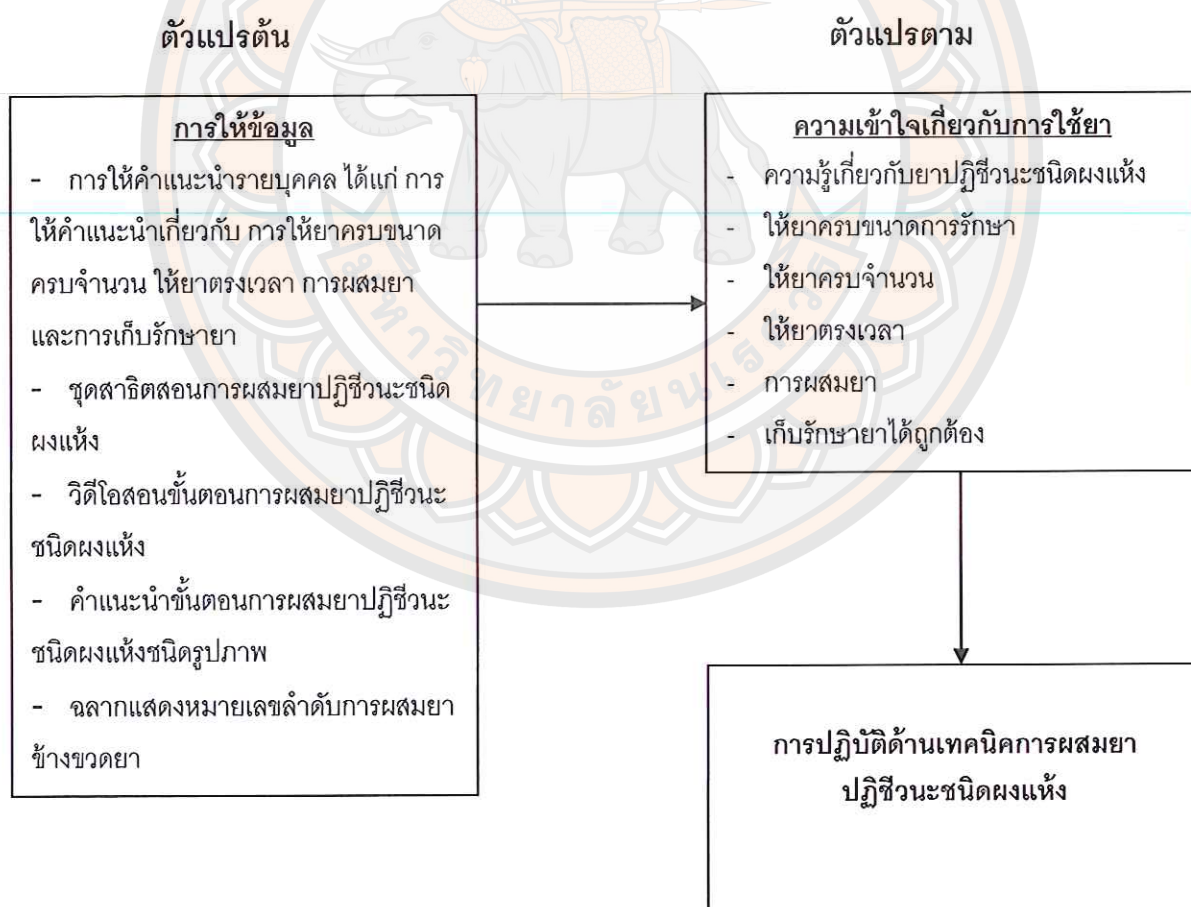 ตัวแปรต้น
ตัวแปรตาม
การให้ข้อมูล
- การให้คำแนะนำรายบุคคล ได้แก่ การ
ให้คำแนะนำเกี่ยวกับ การให้ยาครบขนาด
ครบจำนวน ให้ยาตรงเวลา การผสมยา
และการเก็บรักษายา
- ชุดสาธิตสอนการผสมยาปฏิชีวนะชนิด
ผงแห้ง
- วิดีโอสอนขั้นตอนการผสมยาปฏิชีวนะ
ชนิดผงแห้ง
- คำแนะนำขั้นตอนการผสมยาปฏิชีวนะ
ชนิดผงแห้งชนิดรูปภาพ
- ฉลากแสดงหมายเลขลำดับการผสมยา
ข้างขวดยา
ความเข้าใจเกี่ยวกับการใช้ยา
- ความรู้เกี่ยวกับยาปฏิชีวนะชนิดผงแห้ง
- ให้ยาครบขนาดการรักษา
- ให้ยาครบจำนวน
- ให้ยาตรงเวลา
- การผสมยา
- เก็บรักษายาได้ถูกต้อง
การปฏิบัติด้านเทคนิคการผสมยา
ปฏิชีวนะชนิดผงแห้ง